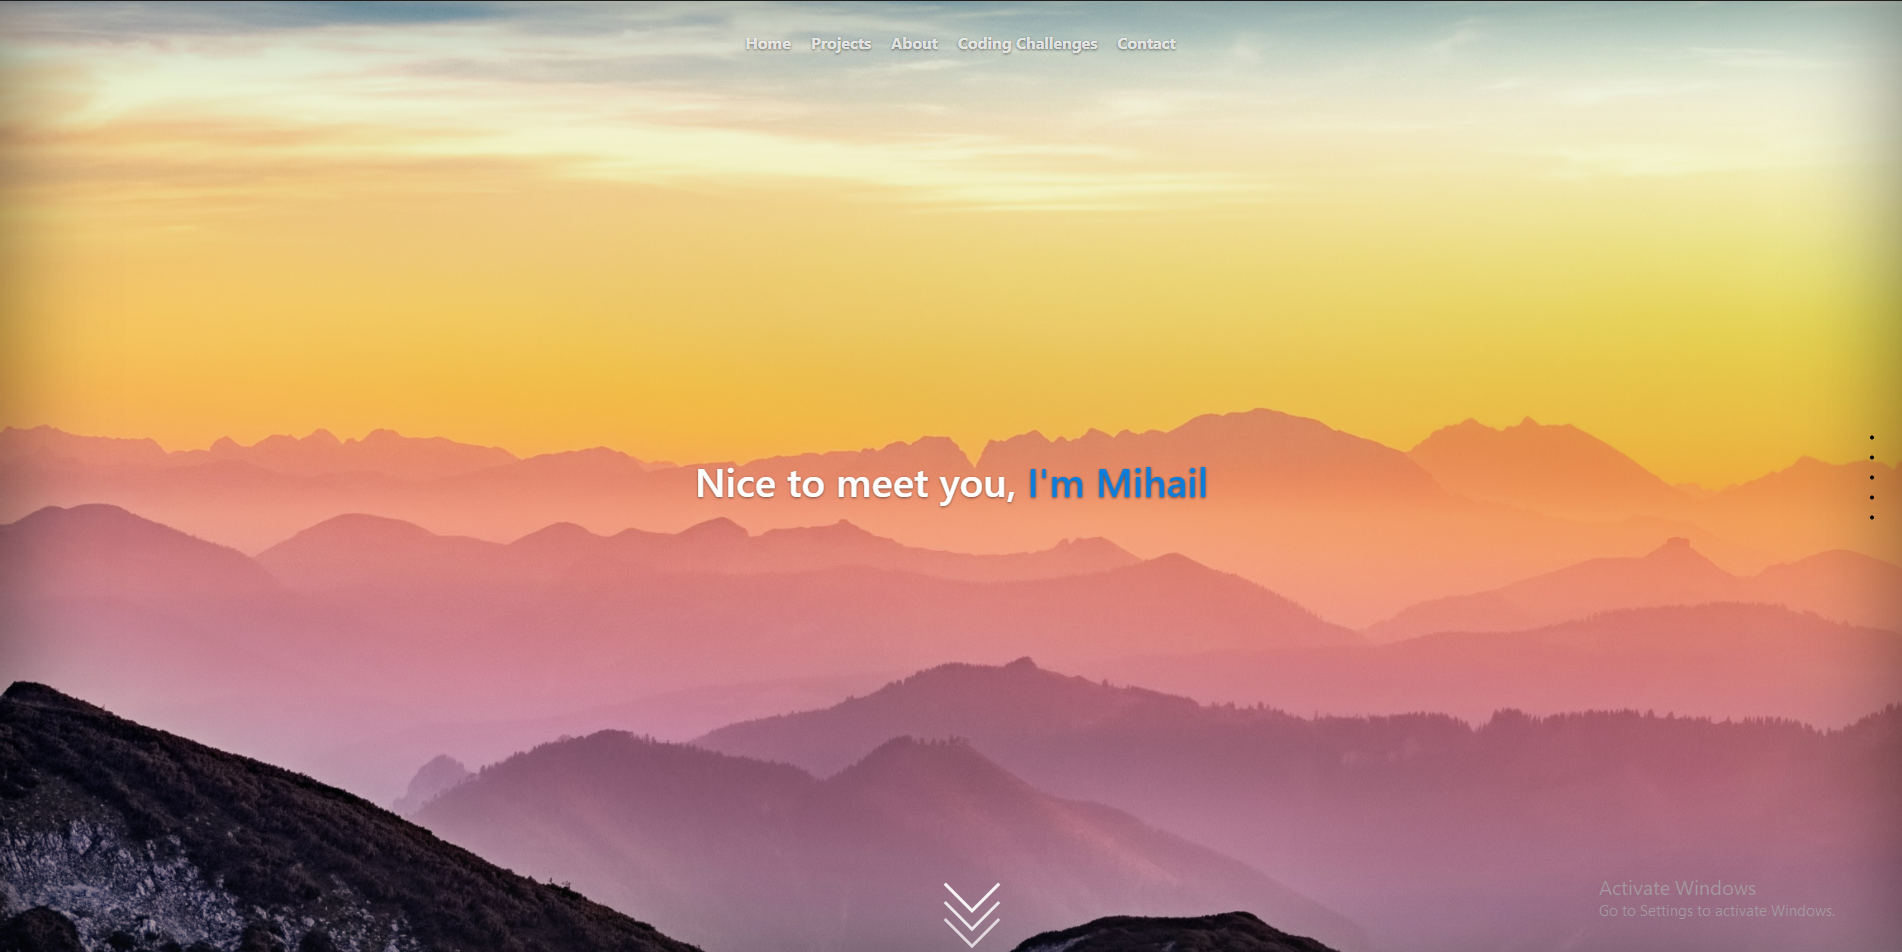 Home Projects About Coding Challenges Contact
Nice to meet you, I'm Mihail
Activate Windows
Go to Settings to activate Windows.